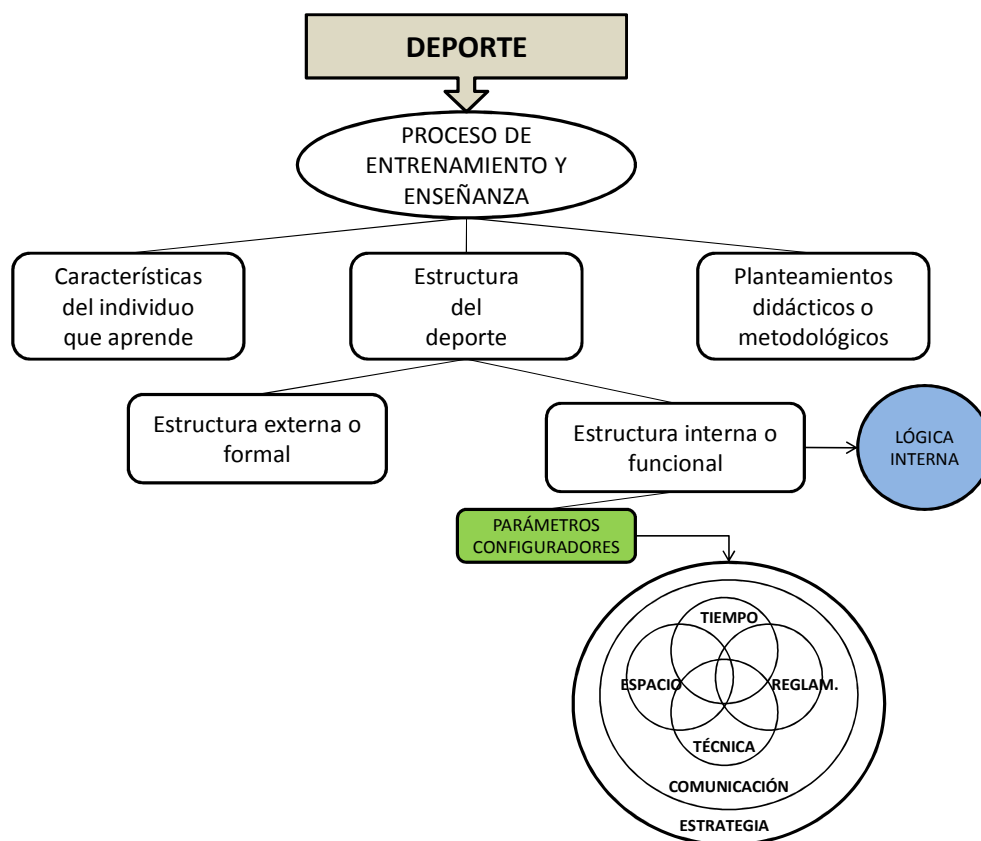 DEPORTE
PROCESO DE
ENTRENAMIENTO Y
ENSEÑANZA
Característícas
del individuo
que aprende
Estructura
del
deporte
Planteamientos
didácticos o
metodológicos
Estructura externa o
formal
Estructura interna o
funcional
LÓGICA
INTERNA
PARÁMETROS
CONFIGURADORES
TIEMPO
ESPACIO
REGLAM.
TÉCNICA
COMUNICACIÓN
ESTRATEGIA